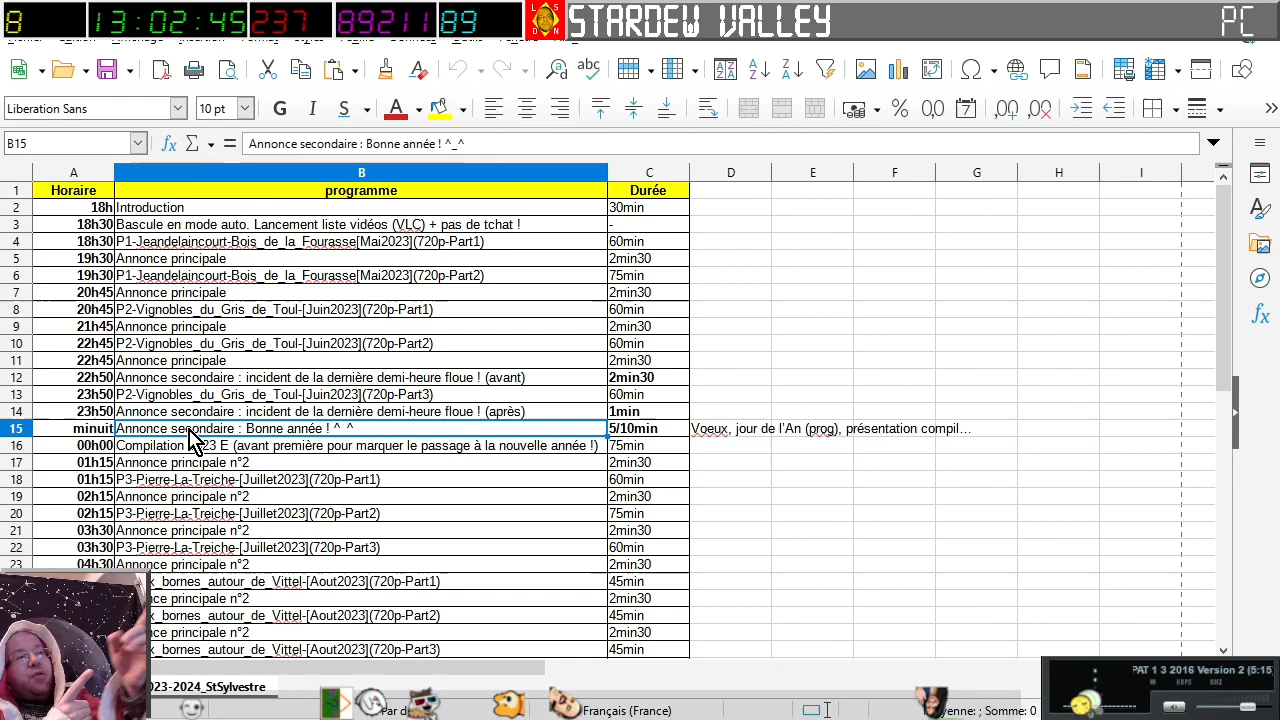 8 13:02:45 237 89211 89 STARDEW VALLEY PC
Liberation Sans 10 pt
B15 Annonce secondaire : Bonne année ! ^_^
A B C D E F G H I
1 Horaire programme Durée
2 18h Introduction 30min
3 18h30 Bascule en mode auto. Lancement liste vidéos (VLC) + pas de tchat ! -
4 18h30 P1-Jeandelaincourt-Bois_de_la_Fourasse[Mai2023](720p-Part1) 60min
5 19h30 Annonce principale 2min30
6 19h30 P1-Jeandelaincourt-Bois_de_la_Fourasse[Mai2023](720p-Part2) 75min
7 20h45 Annonce principale 2min30
8 20h45 P2-Vignobles_du_Gris_de_Toul-[Juin2023](720p-Part1) 60min
9 21h45 Annonce principale 2min30
10 22h45 P2-Vignobles_du_Gris_de_Toul-[Juin2023](720p-Part2) 60min
11 22h45 Annonce principale 2min30
12 22h50 Annonce secondaire : incident de la dernière demi-heure floue ! (avant) 2min30
13 23h50 P2-Vignobles_du_Gris_de_Toul-[Juin2023](720p-Part3) 60min
14 23h50 Annonce secondaire : incident de la dernière demi-heure floue ! (après) 1min
15 minuit Annonce secondaire : Bonne année ! ^_^ 5/10min Voeux, jour de l'An (prog), présentation compil...
16 00h00 Compilation 23 E (avant première pour marquer le passage à la nouvelle année !) 75min
17 01h15 Annonce principale n°2 2min30
18 01h15 P3-Pierre-La-Treiche-[Juillet2023](720p-Part1) 60min
19 02h15 Annonce principale n°2 2min30
20 02h15 P3-Pierre-La-Treiche-[Juillet2023](720p-Part2) 75min
21 03h30 Annonce principale n°2 2min30
22 03h30 P3-Pierre-La-Treiche-[Juillet2023](720p-Part3) 60min
23 04h30 Annonce principale n°2 2min30
x_bornes_autour_de_Vittel-[Aout2023](720p-Part1) 45min
nce principale n°2 2min30
x_bornes_autour_de_Vittel-[Aout2023](720p-Part2) 45min
nce principale n°2 2min30
x_bornes_autour_de_Vittel-[Aout2023](720p-Part3) 45min
PAT 1 3 2016 Version 2 (5:15)
023-2024_StSylvestre
Français (France) yenne: ; Somme: 0